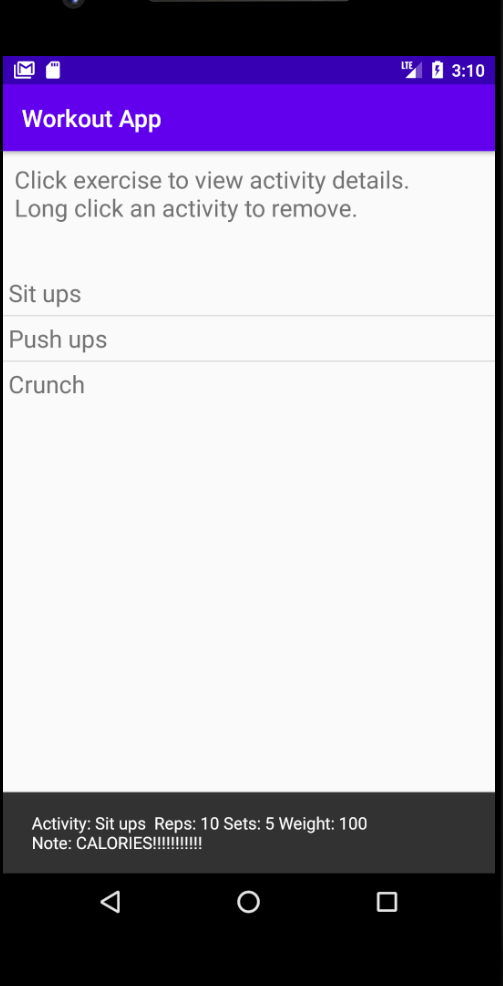 LTE 3:10
Workout App
Click exercise to view activity details.
Long click an activity to remove.
Sit ups
Push ups
Crunch
Activity: Sit ups  Reps: 10 Sets: 5 Weight: 100
Note: CALORIES!!!!!!!!!!!